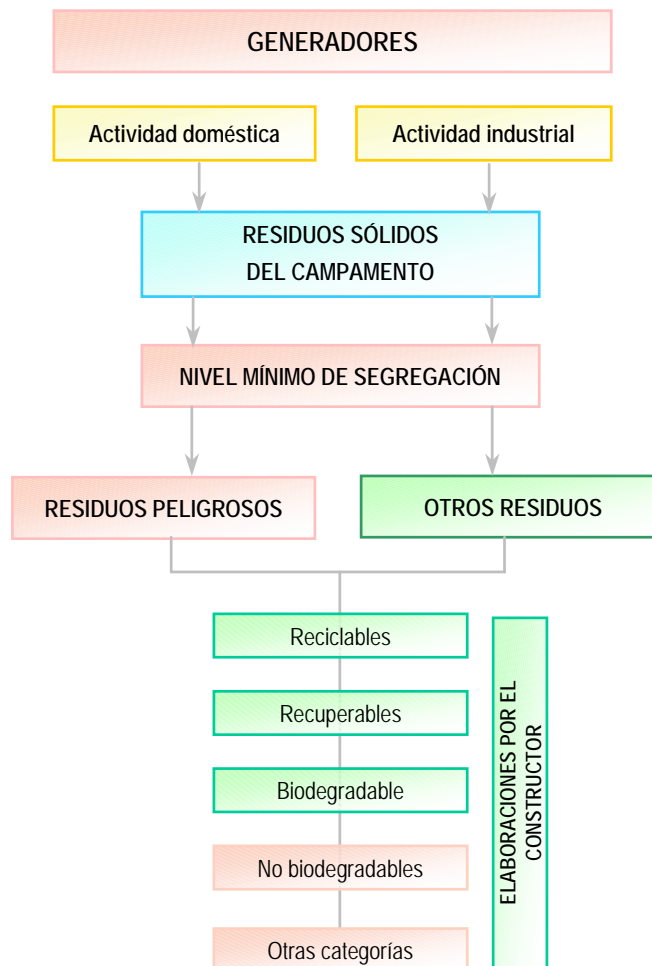 GENERADORES
Actividad doméstica
Actividad industrial
RESIDUOS SÓLIDOS
DEL CAMPAMENTO
NIVEL MÍNIMO DE SEGREGACIÓN
RESIDUOS PELIGROSOS
OTROS RESIDUOS
Reciclables
Recuperables
Biodegradable
No biodegradables
Otras categorías
ELABORACIONES POR EL
CONSTRUCTOR